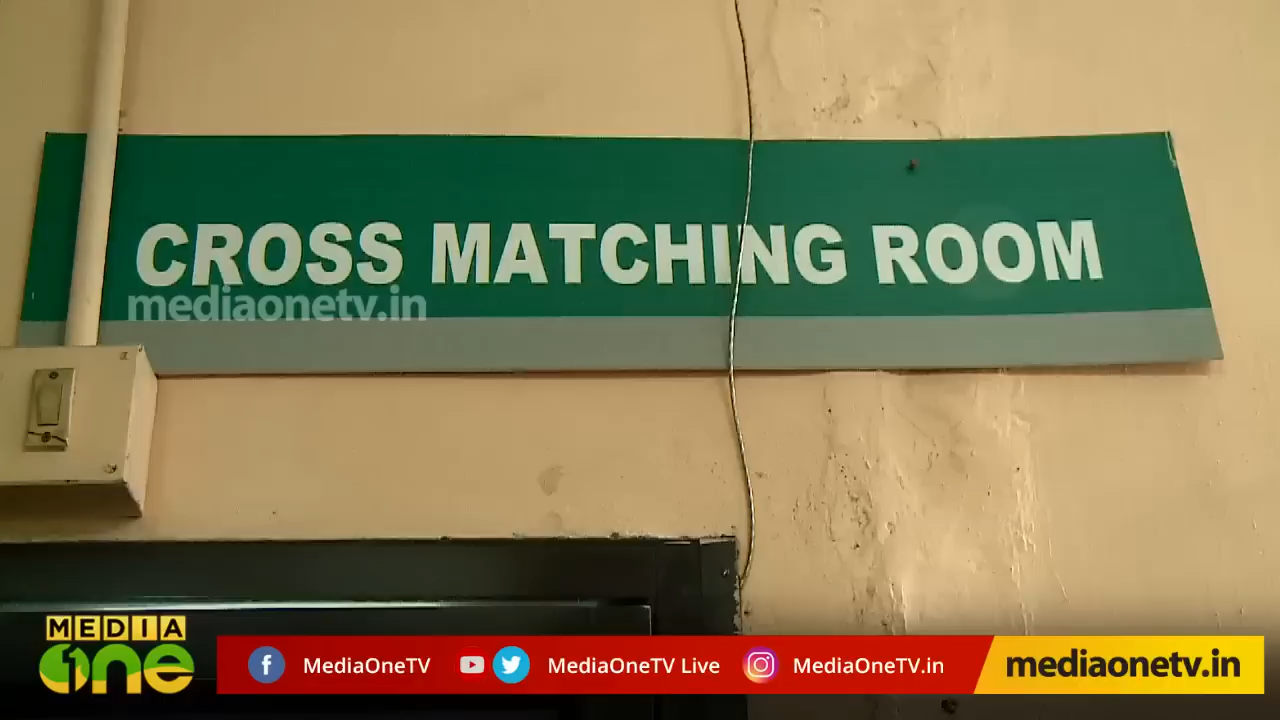 CROSS MATCHING ROOM
mediaonetv.in
MEDIA
one
MediaOneTV
MediaOneTV Live
MediaOneTV.in
mediaonetv.in